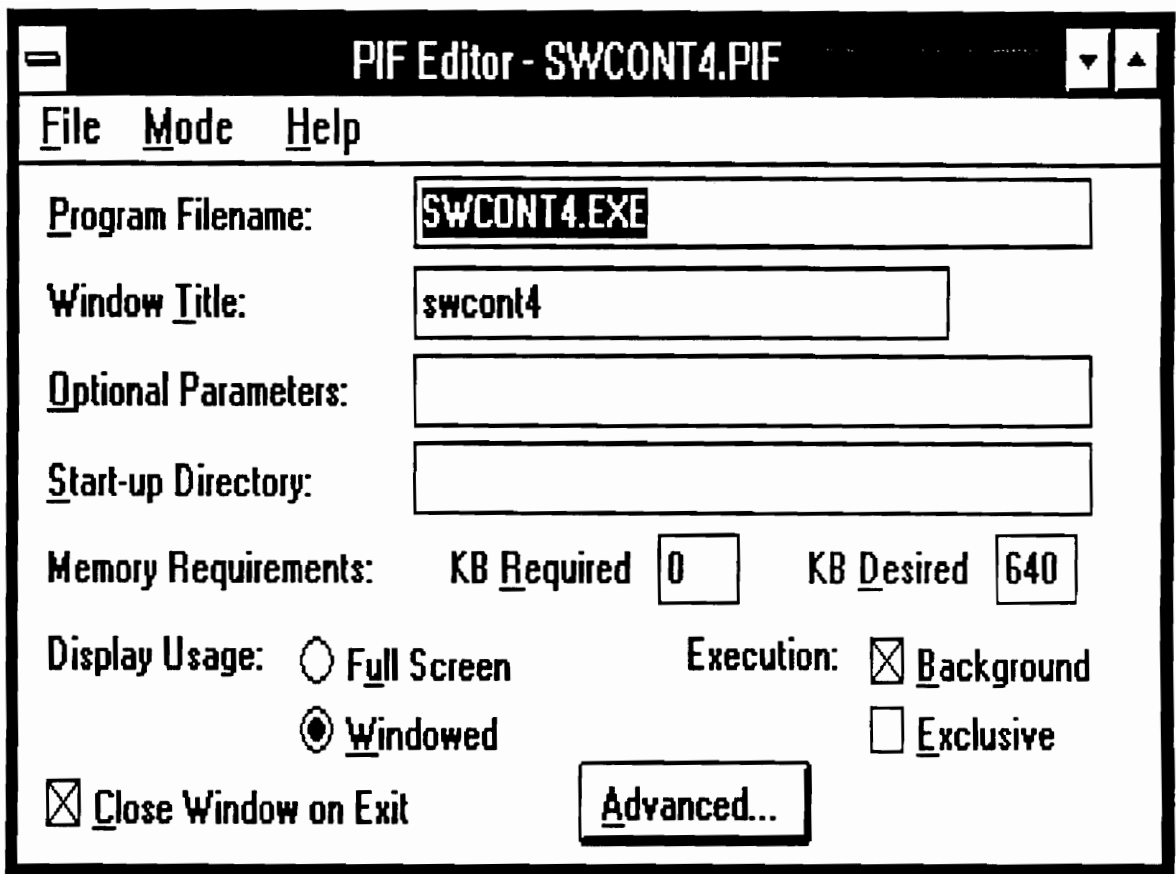 PIF Editor - SWCONT4.PIF
File Mode Help
Program Filename: SWCONT4.EXE
Window Title: swcont4
Optional Parameters:
Start-up Directory:
Memory Requirements: KB Required 0 KB Desired 640
Display Usage: Full Screen Execution: Background
Windowed Exclusive
Close Window on Exit Advanced...